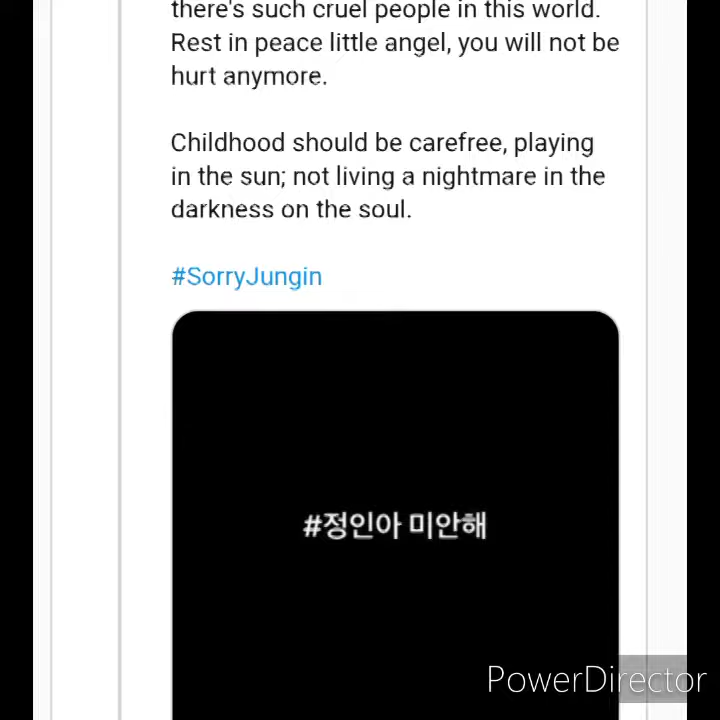 there's such cruel people in this world.
Rest in peace little angel, you will not be
hurt anymore.
Childhood should be carefree, playing
in the sun; not living a nightmare in the
darkness on the soul.
#SorryJungin
#정인아 미안해
PowerDirector